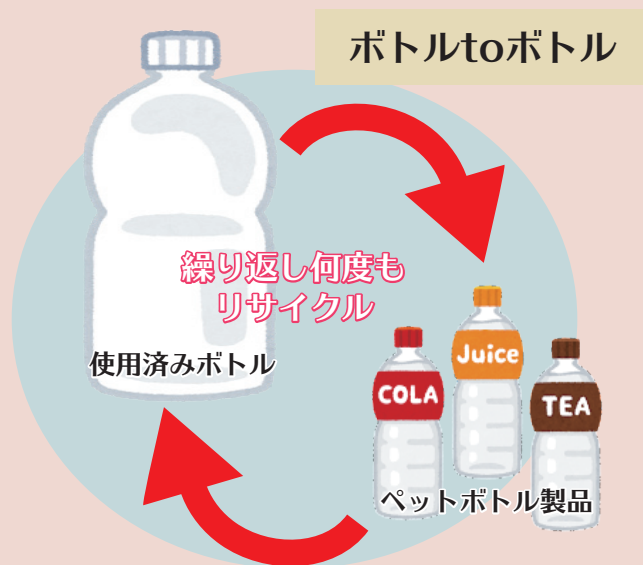 ボトルtoボトル
繰り返し何度も
リサイクル
使用済みボトル
Juice
COLA
TEA
ペットボトル製品